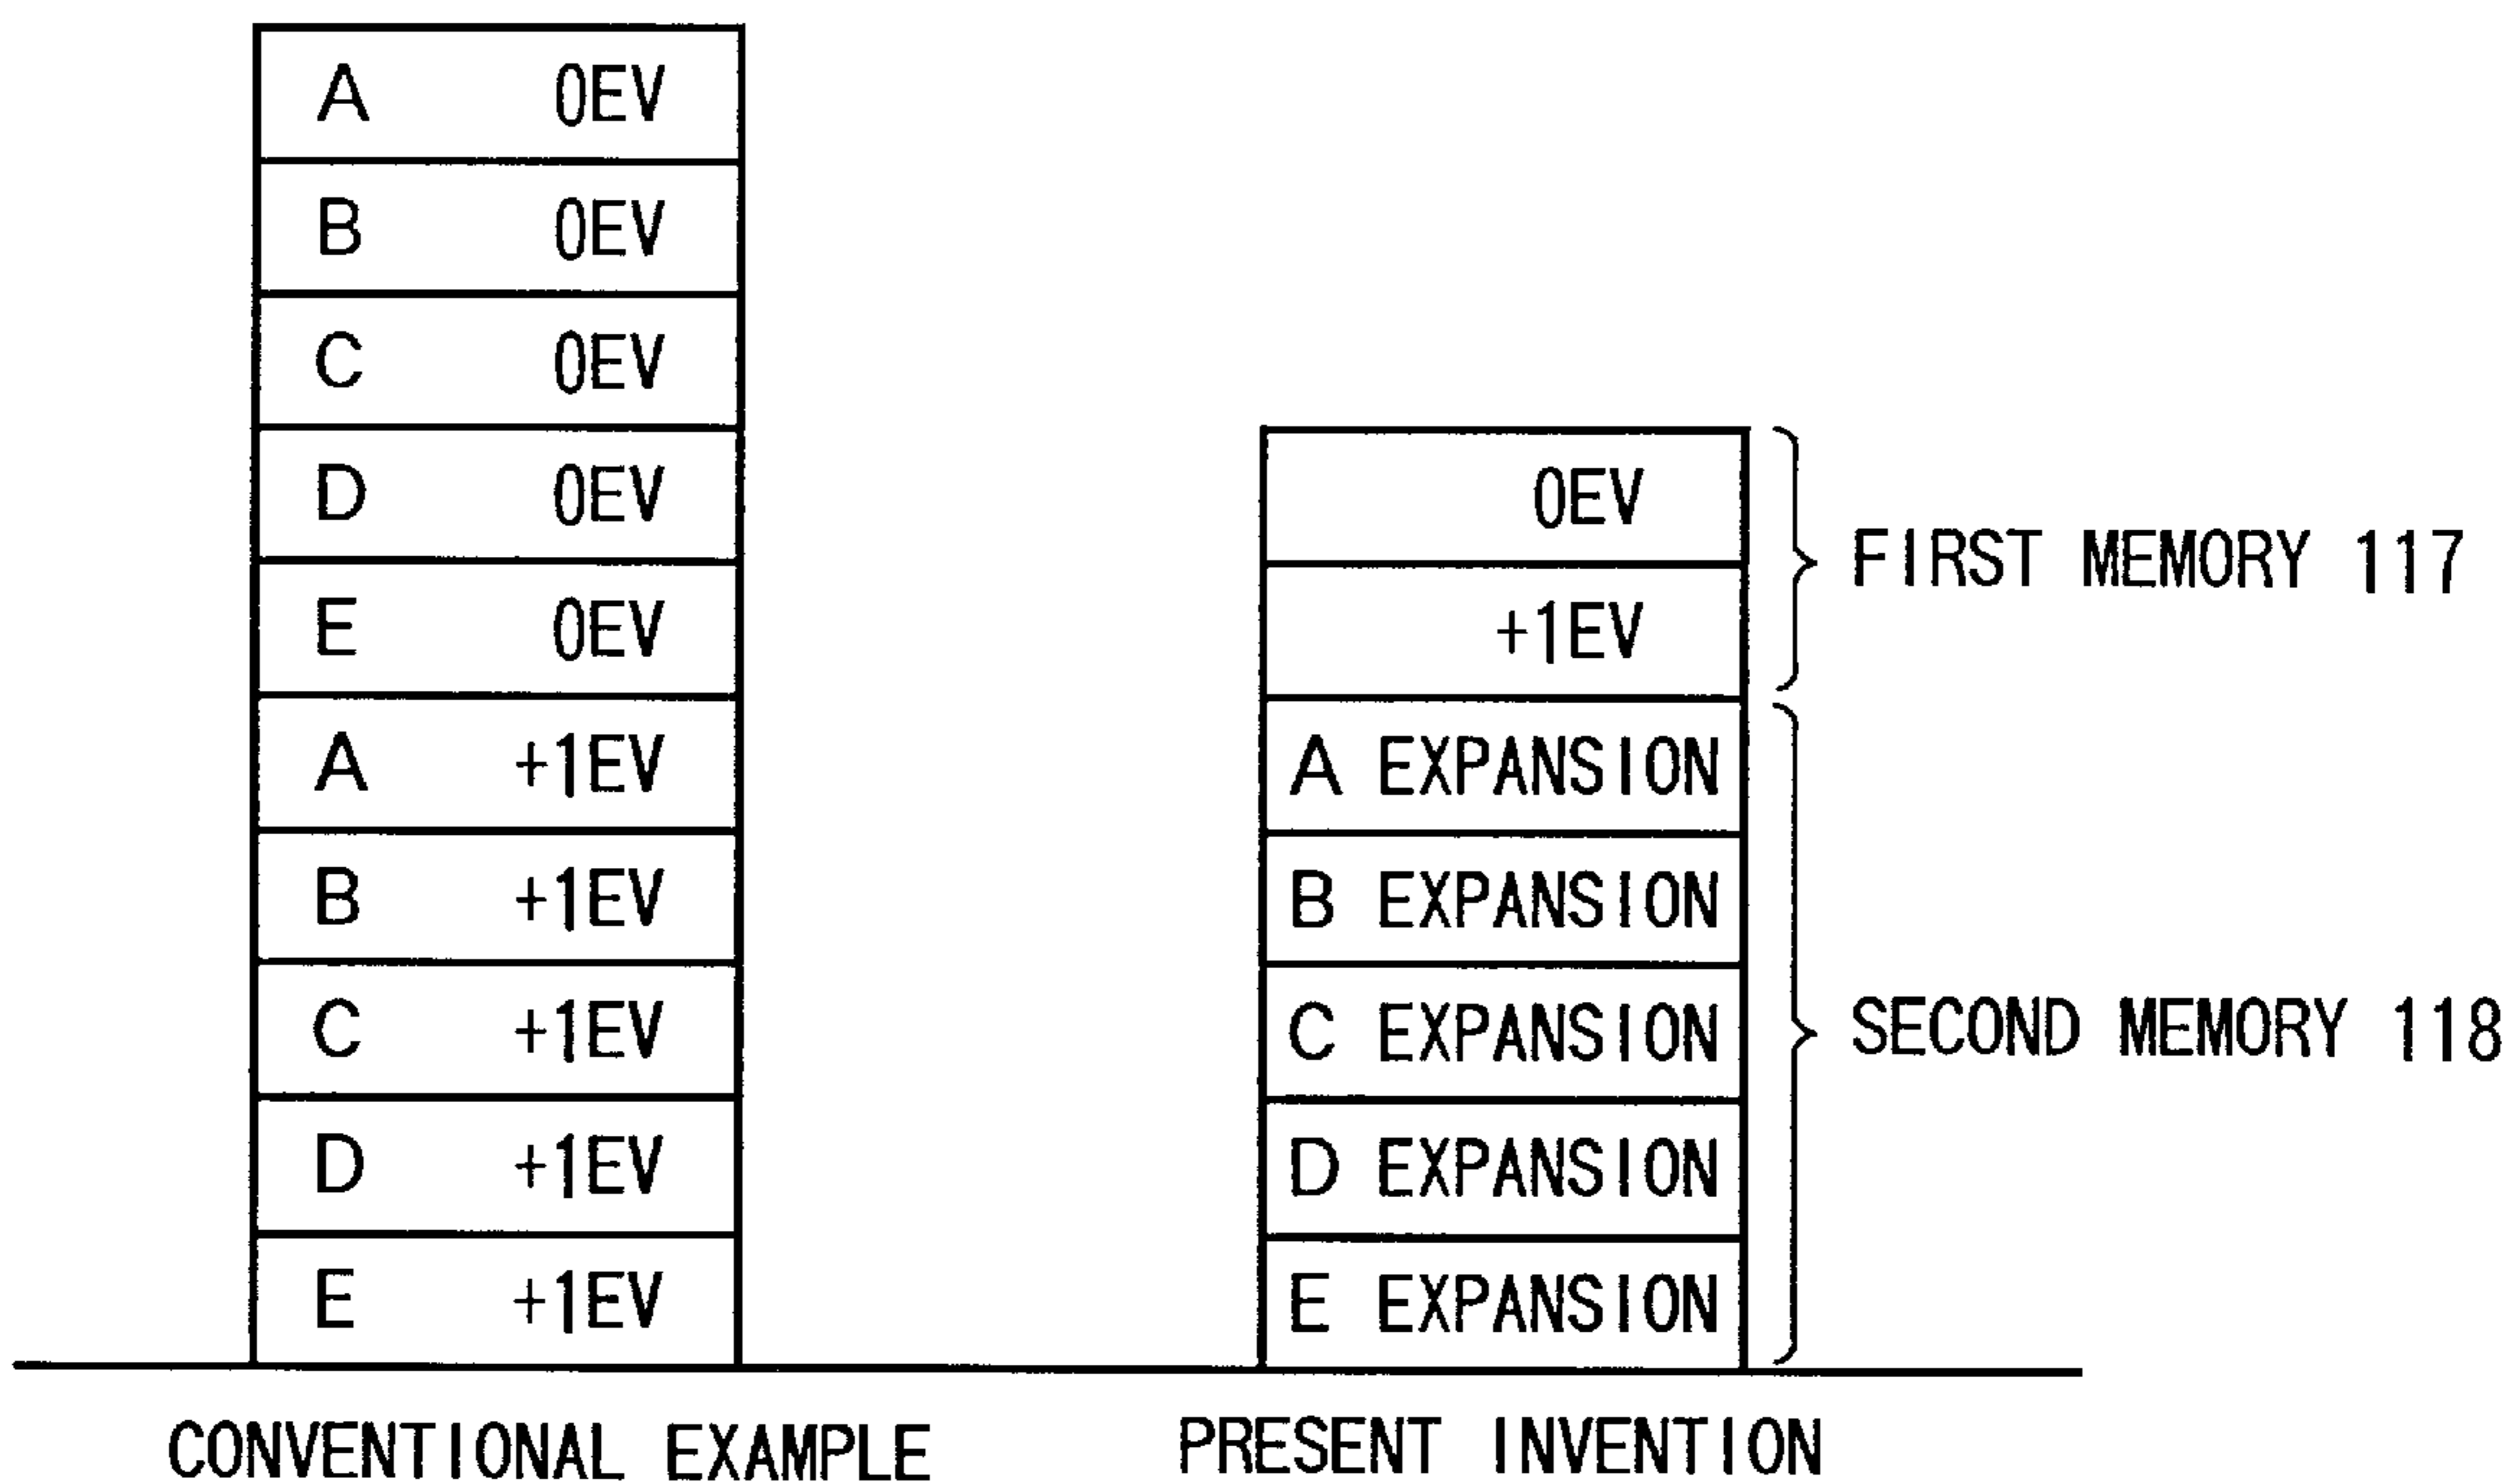 A 0EV
B 0EV
C 0EV
D 0EV
E 0EV
A +1EV
B +1EV
C +1EV
D +1EV
E +1EV
CONVENTIONAL EXAMPLE
0EV
+1EV
FIRST MEMORY 117
A EXPANSION
B EXPANSION
C EXPANSION
D EXPANSION
E EXPANSION
SECOND MEMORY 118
PRESENT INVENTION